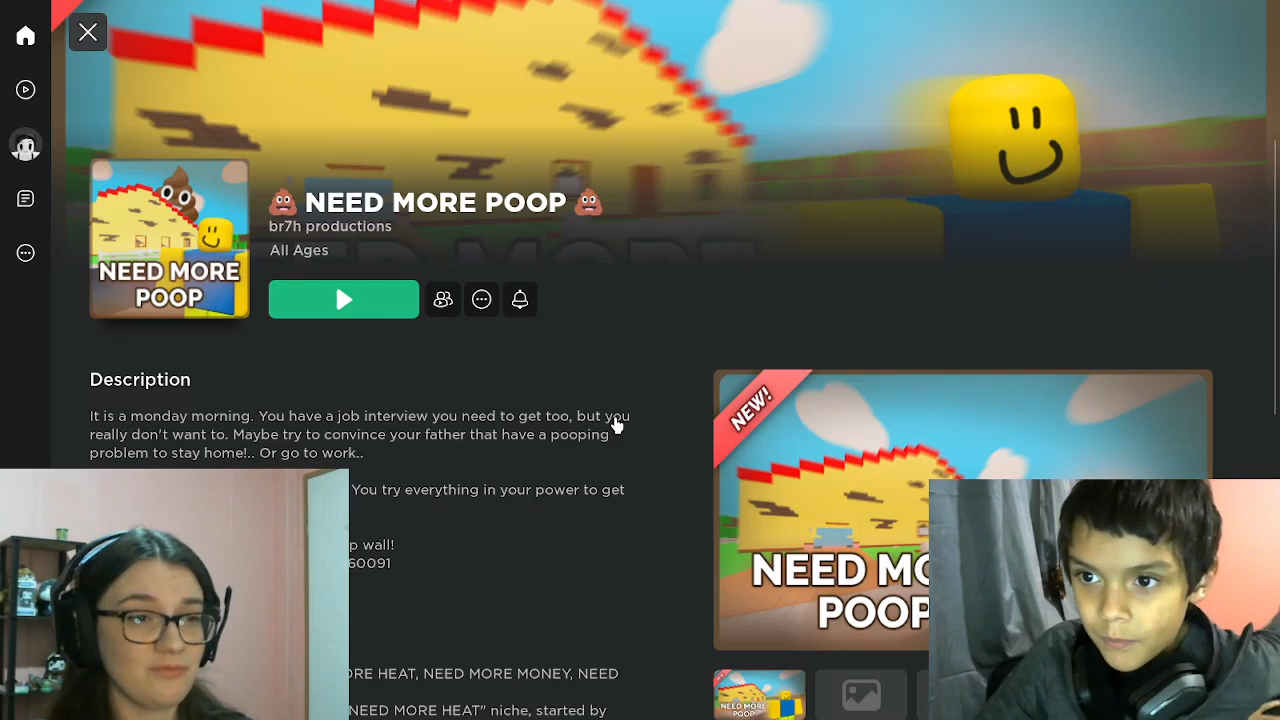 💩 NEED MORE POOP 💩
br7h productions
All Ages
NEED MORE
POOP
Description
It is a monday morning. You have a job interview you need to get too, but you
really don't want to. Maybe try to convince your father that have a pooping
problem to stay home!.. Or go to work..
You try everything in your power to get
p wall!
60091
ORE HEAT, NEED MORE MONEY, NEED
NEED MORE HEAT" niche, started by
NEW!
NEED MO
POOP
NEED MORE
POOP